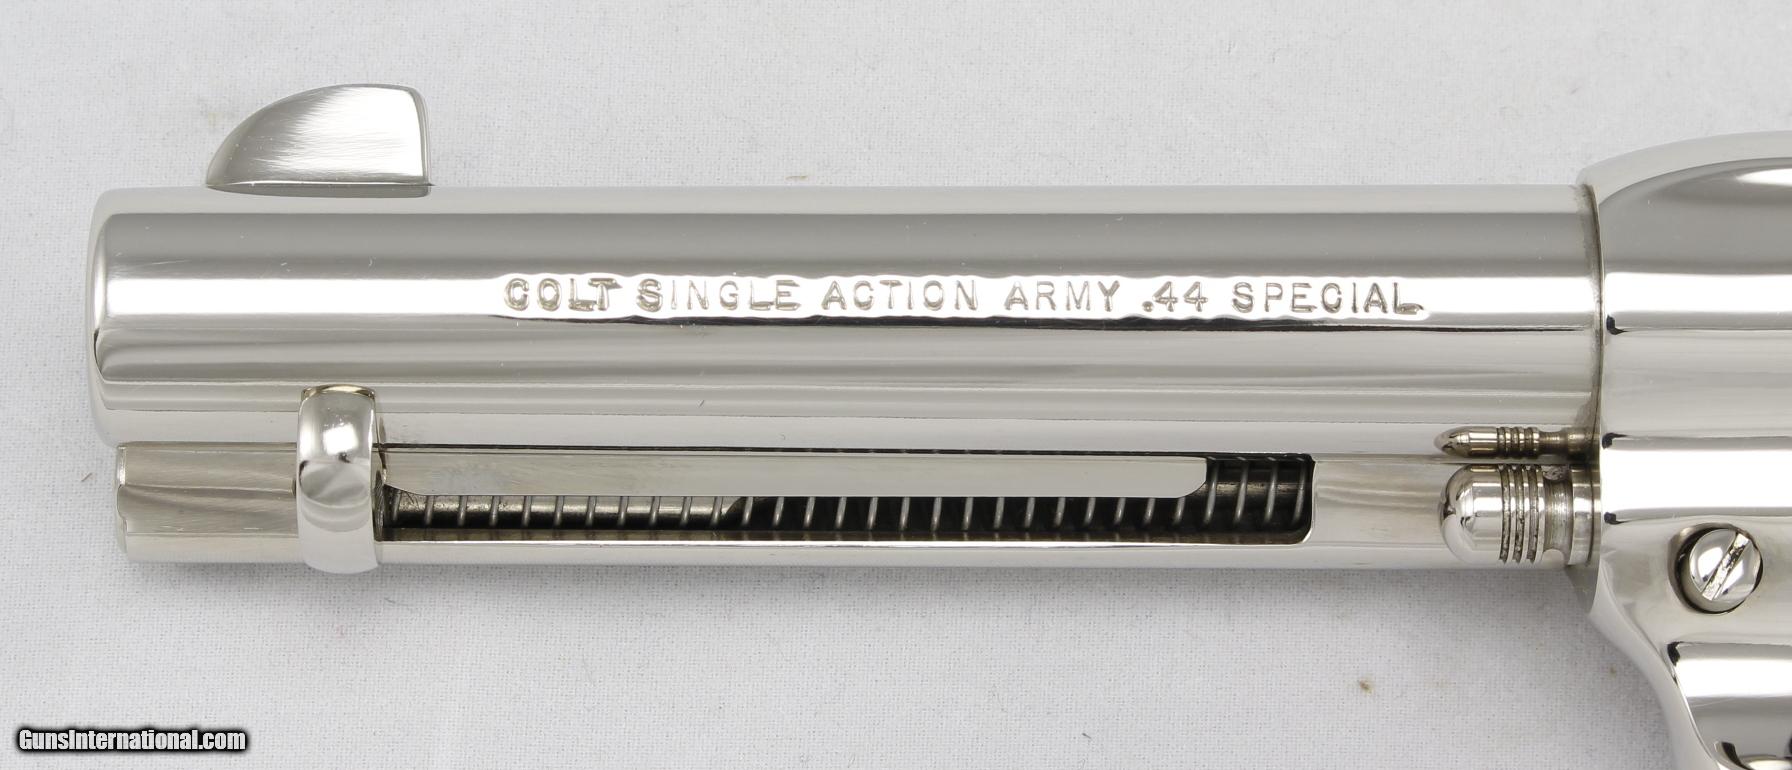 COLT SINGLE ACTION ARMY .44 SPECIAL
GunsInternational.com